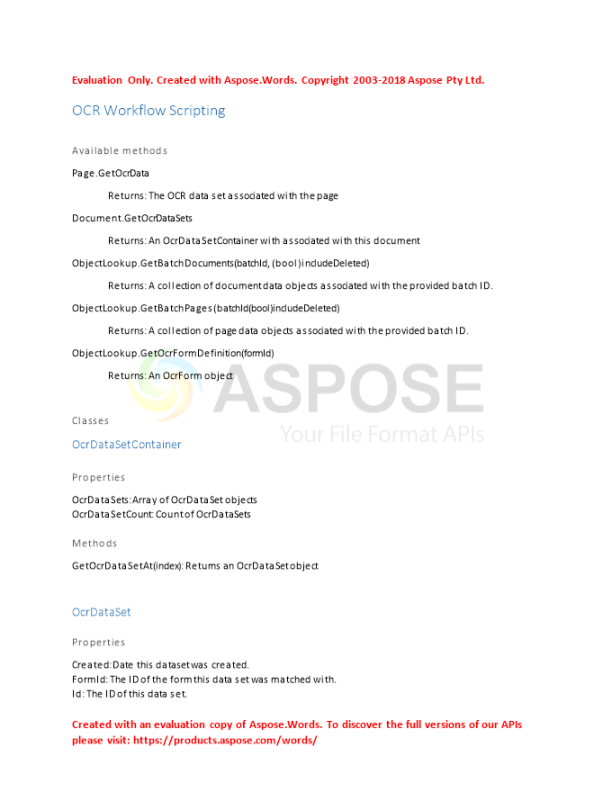 Evaluation Only. Created with Aspose.Words. Copyright 2003-2018 Aspose Pty Ltd.
OCR Workflow Scripting
Available methods
Page.GetOcrData
Returns: The OCR data set associated with the page
Document.GetOcrDataSets
Returns: An OcrDataSetContainer with associated with this document
ObjectLookup.GetBatchDocuments(batchId, (bool)includeDeleted)
Returns: A collection of document data objects associated with the provided batch ID.
ObjectLookup.GetBatchPages(batchId(bool)includeDeleted)
Returns: A collection of page data objects associated with the provided batch ID.
ObjectLookup.GetOcrFormDefinition(formId)
Returns: An OcrForm object
ASPOSE
Your File Format APIs
Classes
OcrDataSetContainer
Properties
OcrDataSets: Array of OcrDataSet objects
OcrDataSetCount: Count of OcrDataSets
Methods
GetOcrDataSetAt(index): Returns an OcrDataSet object
OcrDataSet
Properties
Created: Date this dataset was created.
FormId: The ID of the form this data set was matched with.
Id: The ID of this data set.
Created with an evaluation copy of Aspose.Words. To discover the full versions of our APIs
please visit: https://products.aspose.com/words/